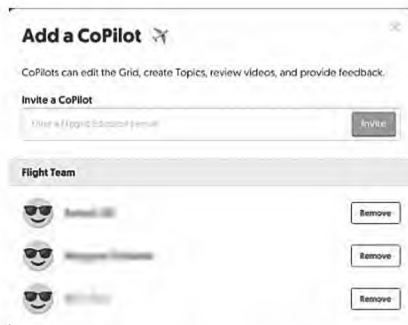 Add a CoPilot
CoPilots can edit the Grid, create Topics, review videos, and provide feedback.
Invite a CoPilot
Invite
Flight Team
Remove
Remove
Remove